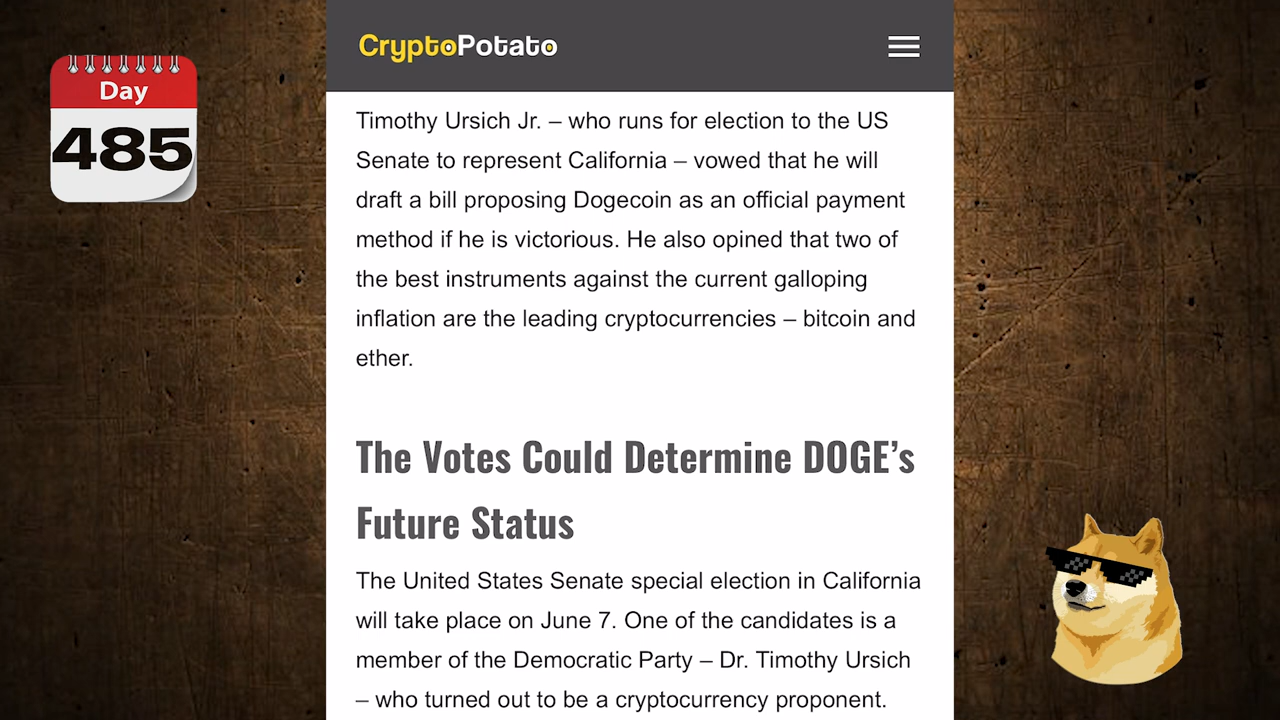 Day
485
CryptoPotato
Timothy Ursich Jr. – who runs for election to the US
Senate to represent California – vowed that he will
draft a bill proposing Dogecoin as an official payment
method if he is victorious. He also opined that two of
the best instruments against the current galloping
inflation are the leading cryptocurrencies – bitcoin and
ether.
The Votes Could Determine DOGE’s
Future Status
The United States Senate special election in California
will take place on June 7. One of the candidates is a
member of the Democratic Party – Dr. Timothy Ursich
– who turned out to be a cryptocurrency proponent.